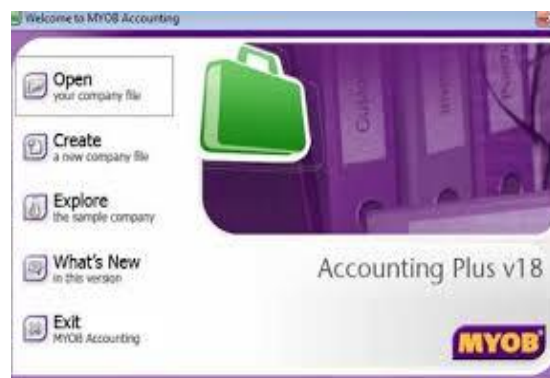 Welcome to MYOB Accounting
Open
your company file
Create
a new company file
Explore
the sample company
What's New
in this version
Exit
MYOB Accounting
Accounting Plus v18
MYOB